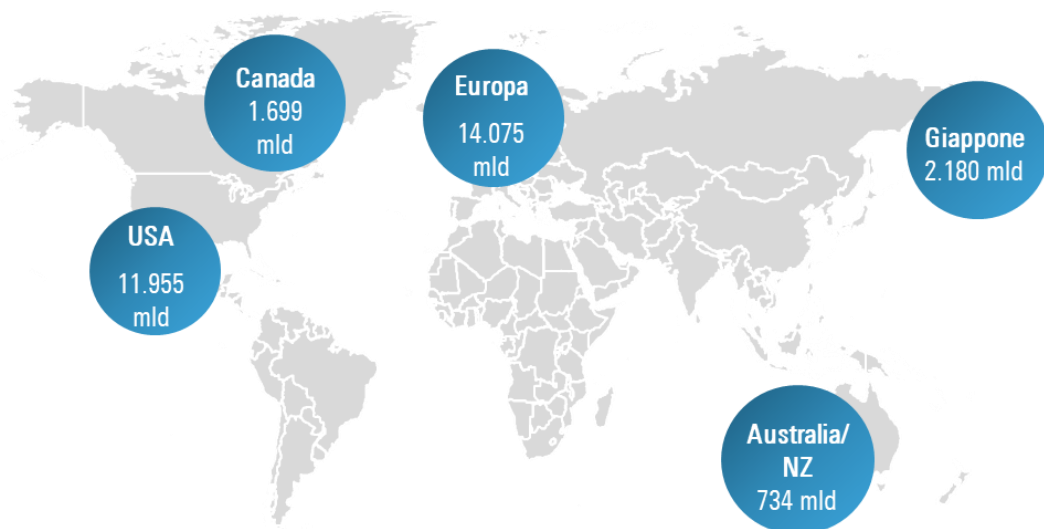 Canada
1.699
mld
Europa
14.075
mld
Giappone
2.180 mld
USA
11.955
mld
Australia/
NZ
734 mld